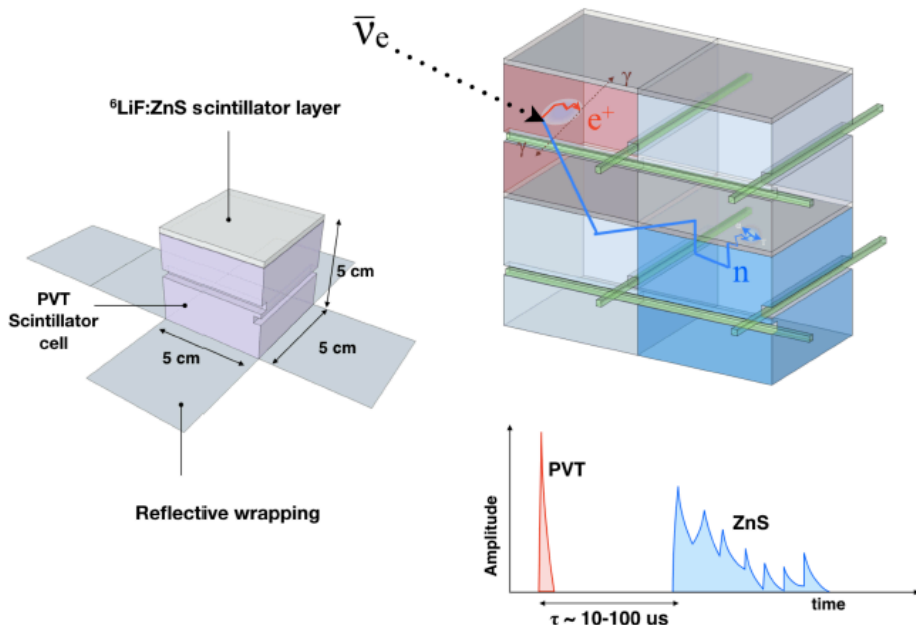 ⁶LiF:ZnS scintillator layer
5 cm
PVT
Scintillator
cell
5 cm
5 cm
Reflective wrapping
ν̅e
γ
e⁺
γ
n
PVT
ZnS
Amplitude
time
τ ~ 10-100 us